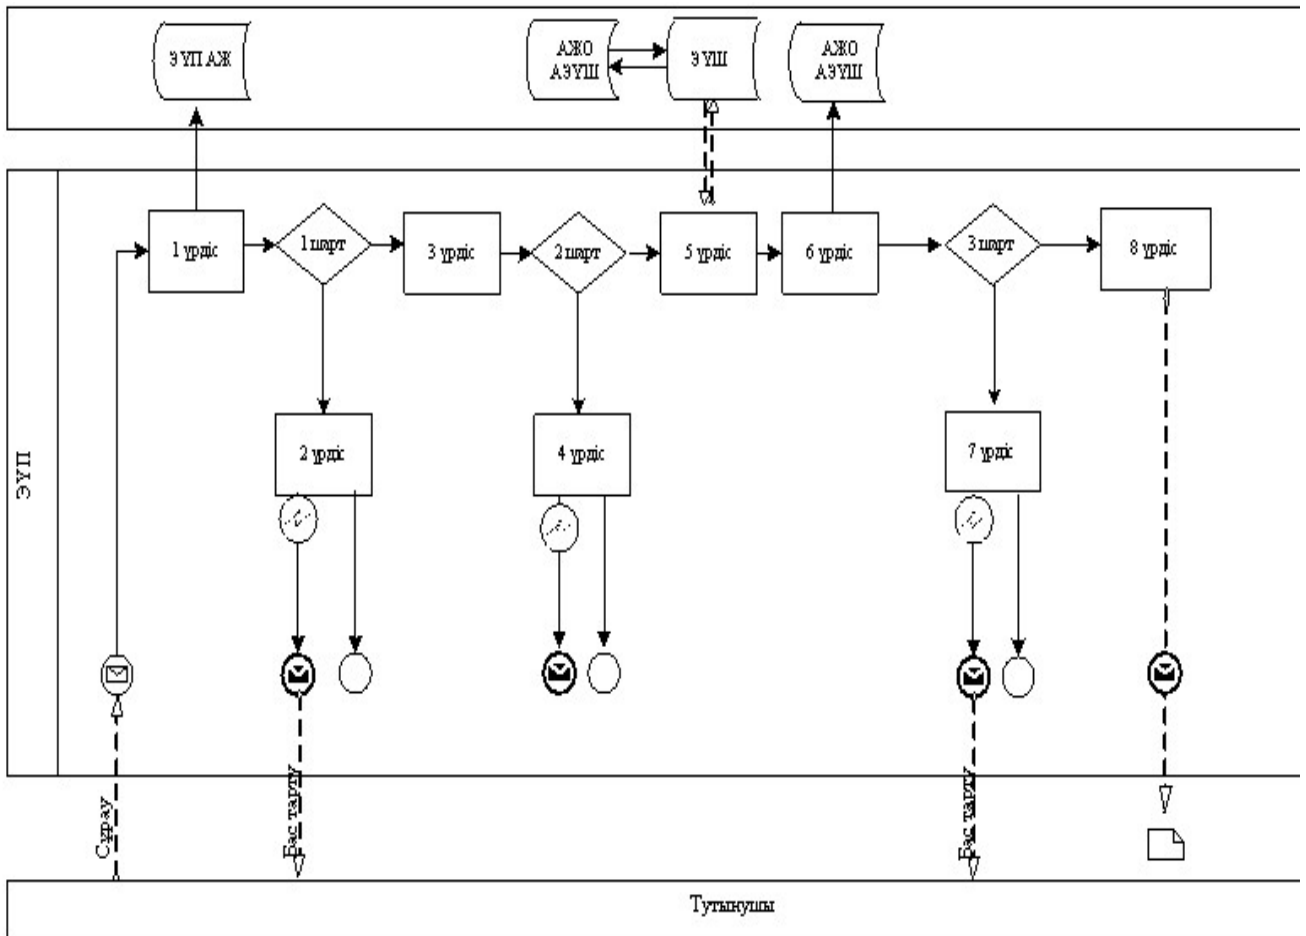 ЭҮП АЖ
АЖО
АЭҮШ
ЭҮШ
АЖО
АЭҮШ
ЭҮП
1 үрдіс
1 шарт
3 үрдіс
2 шарт
5 үрдіс
6 үрдіс
3 шарт
8 үрдіс
2 үрдіс
4 үрдіс
7 үрдіс
Сұрау
Бас тарту
Бас тарту
Тутынушы